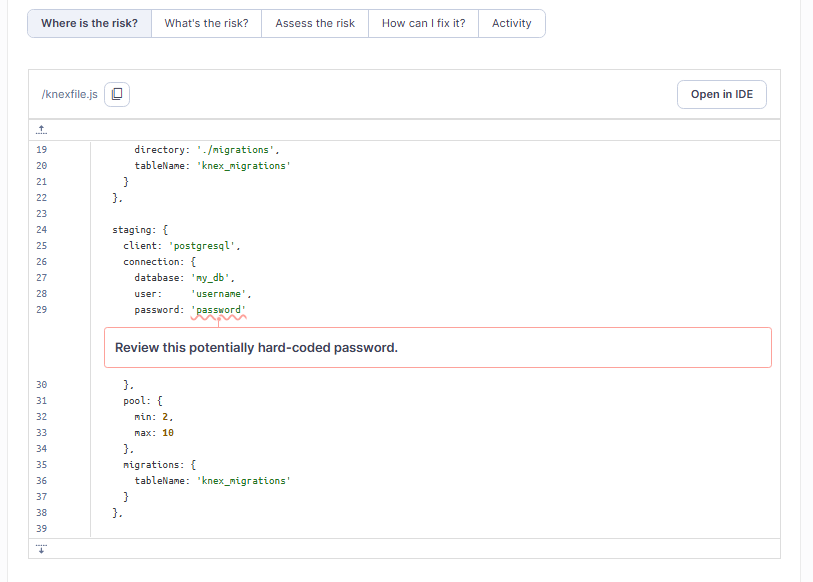 Where is the risk? What's the risk? Assess the risk How can I fix it? Activity
/knexfile.js Open in IDE
19 directory: './migrations',
20 tableName: 'knex_migrations'
21 }
22 },
23
24 staging: {
25 client: 'postgresql',
26 connection: {
27 database: 'my_db',
28 user:     'username',
29 password: 'password'
Review this potentially hard-coded password.
30 },
31 pool: {
32 min: 2,
33 max: 10
34 },
35 migrations: {
36 tableName: 'knex_migrations'
37 }
38 },
39